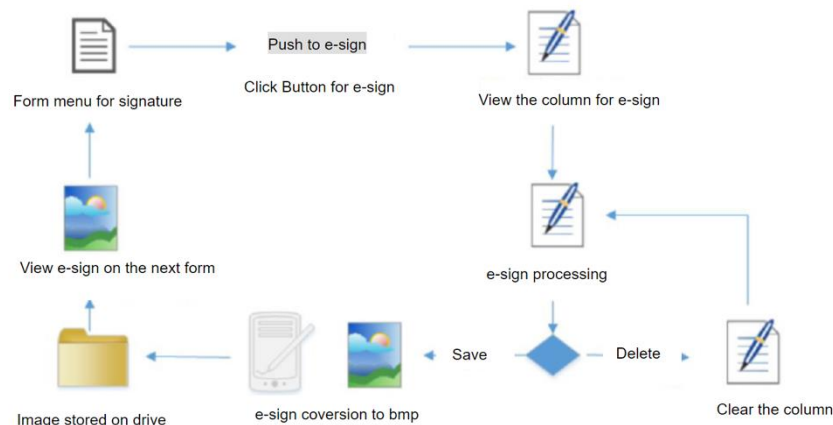 Push to e-sign
Form menu for signature
Click Button for e-sign
View the column for e-sign
View e-sign on the next form
e-sign processing
Save
Delete
Image stored on drive
e-sign coversion to bmp
Clear the column